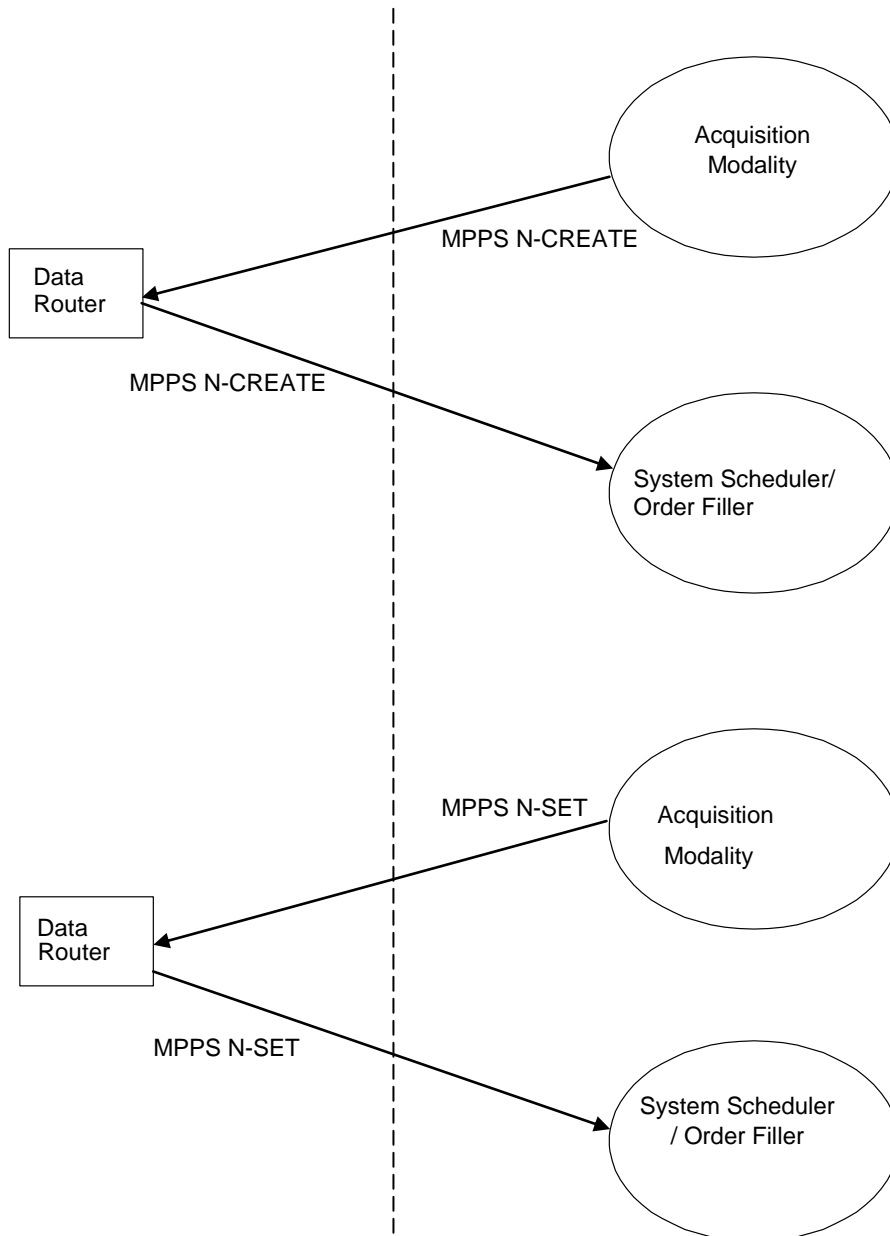 Acquisition
Modality
MPPS N-CREATE
Data
Router
MPPS N-CREATE
System Scheduler/
Order Filler
MPPS N-SET
Acquisition
Modality
Data
Router
MPPS N-SET
System Scheduler
/ Order Filler